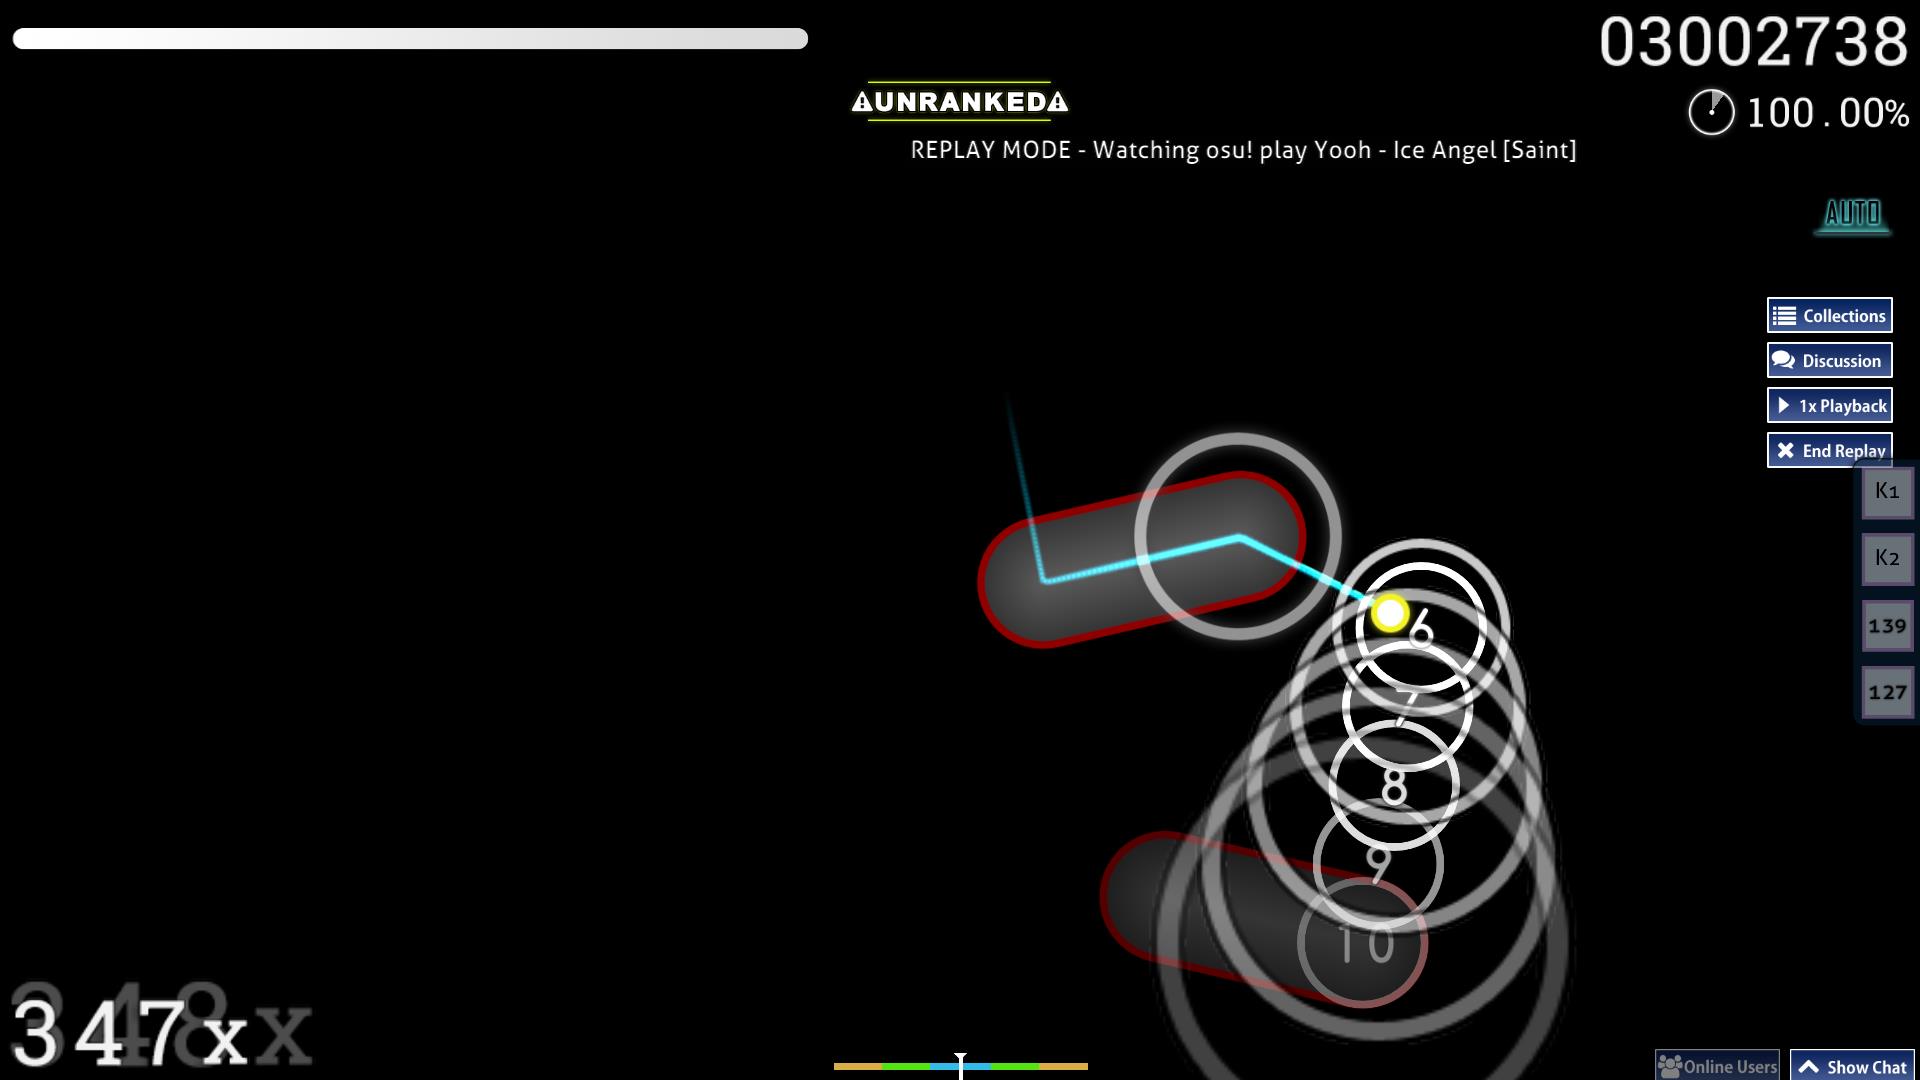 03002738
UNRANKED
100.00%
REPLAY MODE - Watching osu! play Yooh - Ice Angel [Saint]
AUTO
Collections
Discussion
1x Playback
End Replay
K1
K2
139
127
6
7
8
9
10
348x
347x
Online Users
Show Chat